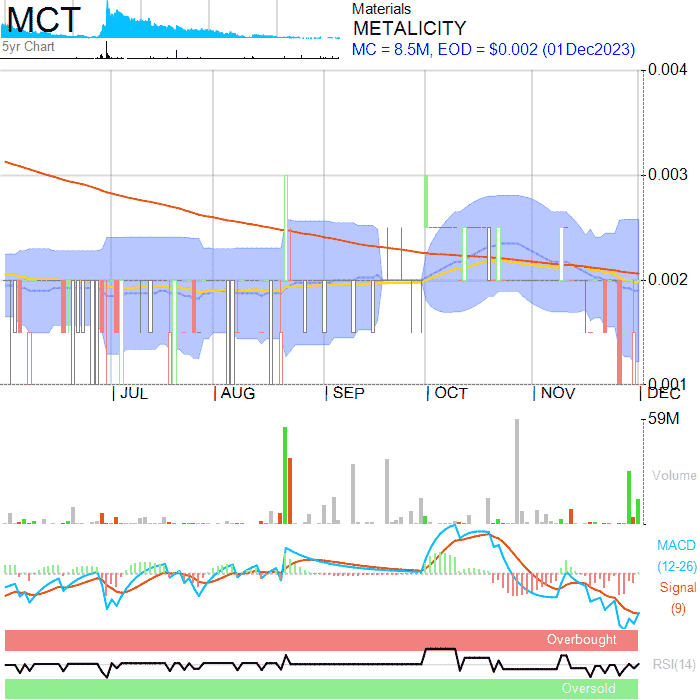 MCT
5yr Chart
Materials
METALICITY
MC = 8.5M, EOD = $0.002 (01Dec2023)
0.004
0.003
0.002
0.001
JUL AUG SEP OCT NOV DEC
59M
Volume
MACD
(12-26)
Signal
(9)
Overbought
RSI(14)
Oversold